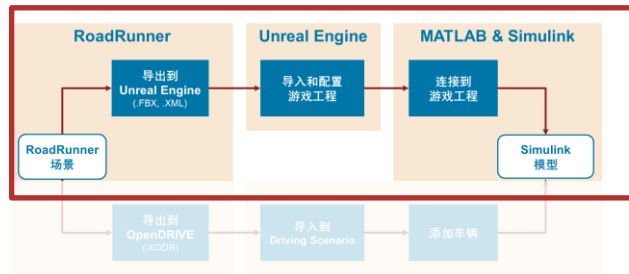 RoadRunner
Unreal Engine
MATLAB & Simulink
导出到
Unreal Engine
(.FBX, .XML)
导入和配置
游戏工程
连接到
游戏工程
RoadRunner
场景
Simulink
模型
导出到
OpenDRIVE
(.XODR)
导入到
Driving Scenario
添加车辆